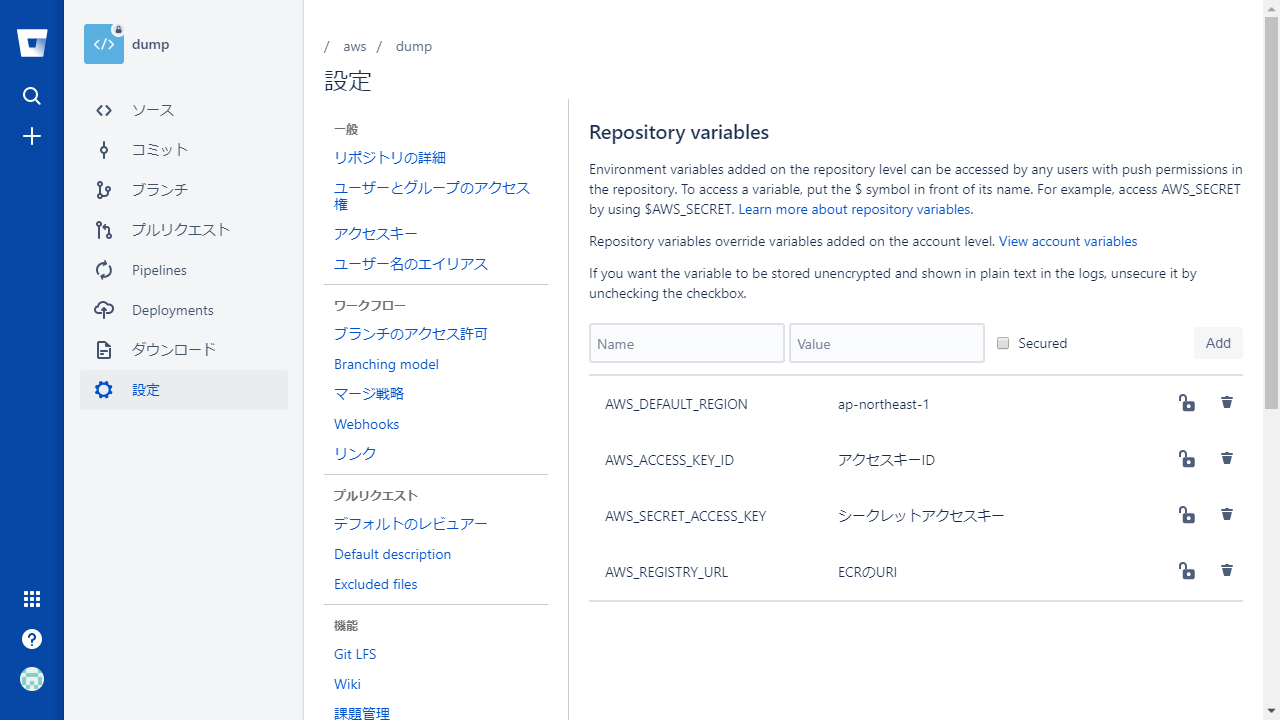 dump
ソース
コミット
ブランチ
プルリクエスト
Pipelines
Deployments
ダウンロード
設定
/ aws / dump
設定
一般
リポジトリの詳細
ユーザーとグループのアクセス
権
アクセスキー
ユーザー名のエイリアス
ワークフロー
ブランチのアクセス許可
Branching model
マージ戦略
Webhooks
リンク
プルリクエスト
デフォルトのレビュアー
Default description
Excluded files
機能
Git LFS
Wiki
課題管理
Repository variables
Environment variables added on the repository level can be accessed by any users with push permissions in
the repository. To access a variable, put the $ symbol in front of its name. For example, access AWS_SECRET
by using $AWS_SECRET. Learn more about repository variables.
Repository variables override variables added on the account level. View account variables
If you want the variable to be stored unencrypted and shown in plain text in the logs, unsecure it by
unchecking the checkbox.
Name Value Secured Add
AWS_DEFAULT_REGION ap-northeast-1
AWS_ACCESS_KEY_ID アクセスキーID
AWS_SECRET_ACCESS_KEY シークレットアクセスキー
AWS_REGISTRY_URL ECRのURI